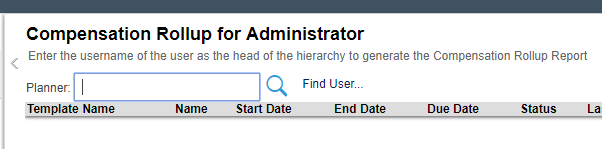 Compensation Rollup for Administrator
Enter the username of the user as the head of the hierarchy to generate the Compensation Rollup Report
Planner: Find User...
Template Name Name Start Date End Date Due Date Status La